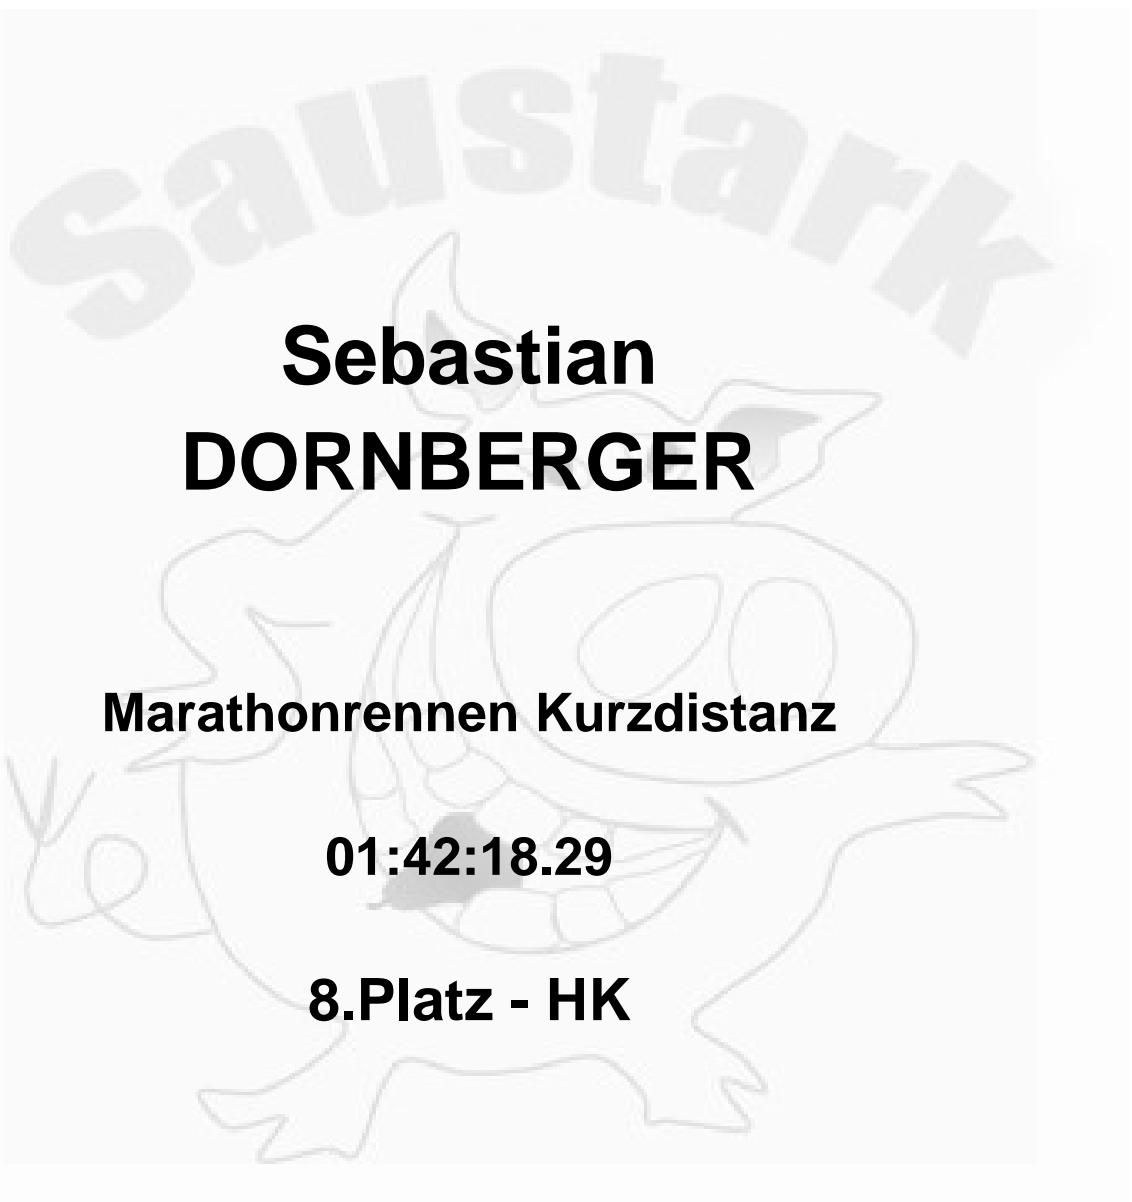 Saustark
Sebastian
DORNBERGER
Marathonrennen Kurzdistanz
01:42:18.29
8.Platz - HK